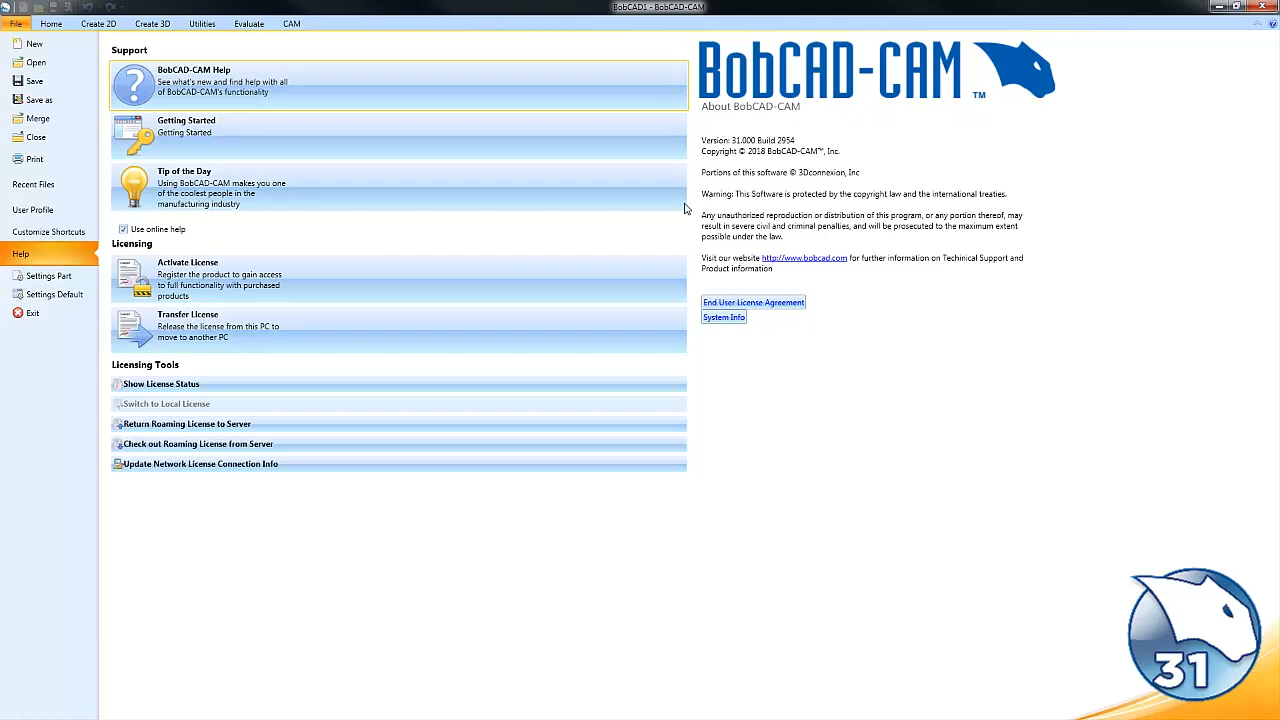 BobCAD1 - BobCAD-CAM
File Home Create 2D Create 3D Utilities Evaluate CAM
New
Open
Save
Save as
Merge
Close
Print
Recent Files
User Profile
Customize Shortcuts
Help
Settings Part
Settings Default
Exit
Support
BobCAD-CAM Help
See what's new and find help with all
of BobCAD-CAM's functionality
Getting Started
Getting Started
Tip of the Day
Using BobCAD-CAM makes you one
of the coolest people in the
manufacturing industry
Use online help
Licensing
Activate License
Register the product to gain access
to full functionality with purchased
products
Transfer License
Release the license from this PC to
move to another PC
Licensing Tools
Show License Status
Switch to Local License
Return Roaming License to Server
Check out Roaming License from Server
Update Network License Connection Info
BobCAD-CAM TM
About BobCAD-CAM
Version: 31.000 Build 2954
Copyright © 2018 BobCAD-CAM™, Inc.
Portions of this software © 3Dconnexion, Inc
Warning: This Software is protected by the copyright law and the international treaties.
Any unauthorized reproduction or distribution of this program, or any portion thereof, may
result in severe civil and criminal penalties, and will be prosecuted to the maximum extent
possible under the law.
Visit our website http://www.bobcad.com for further information on Techinical Support and
Product information
End User License Agreement
System Info
31